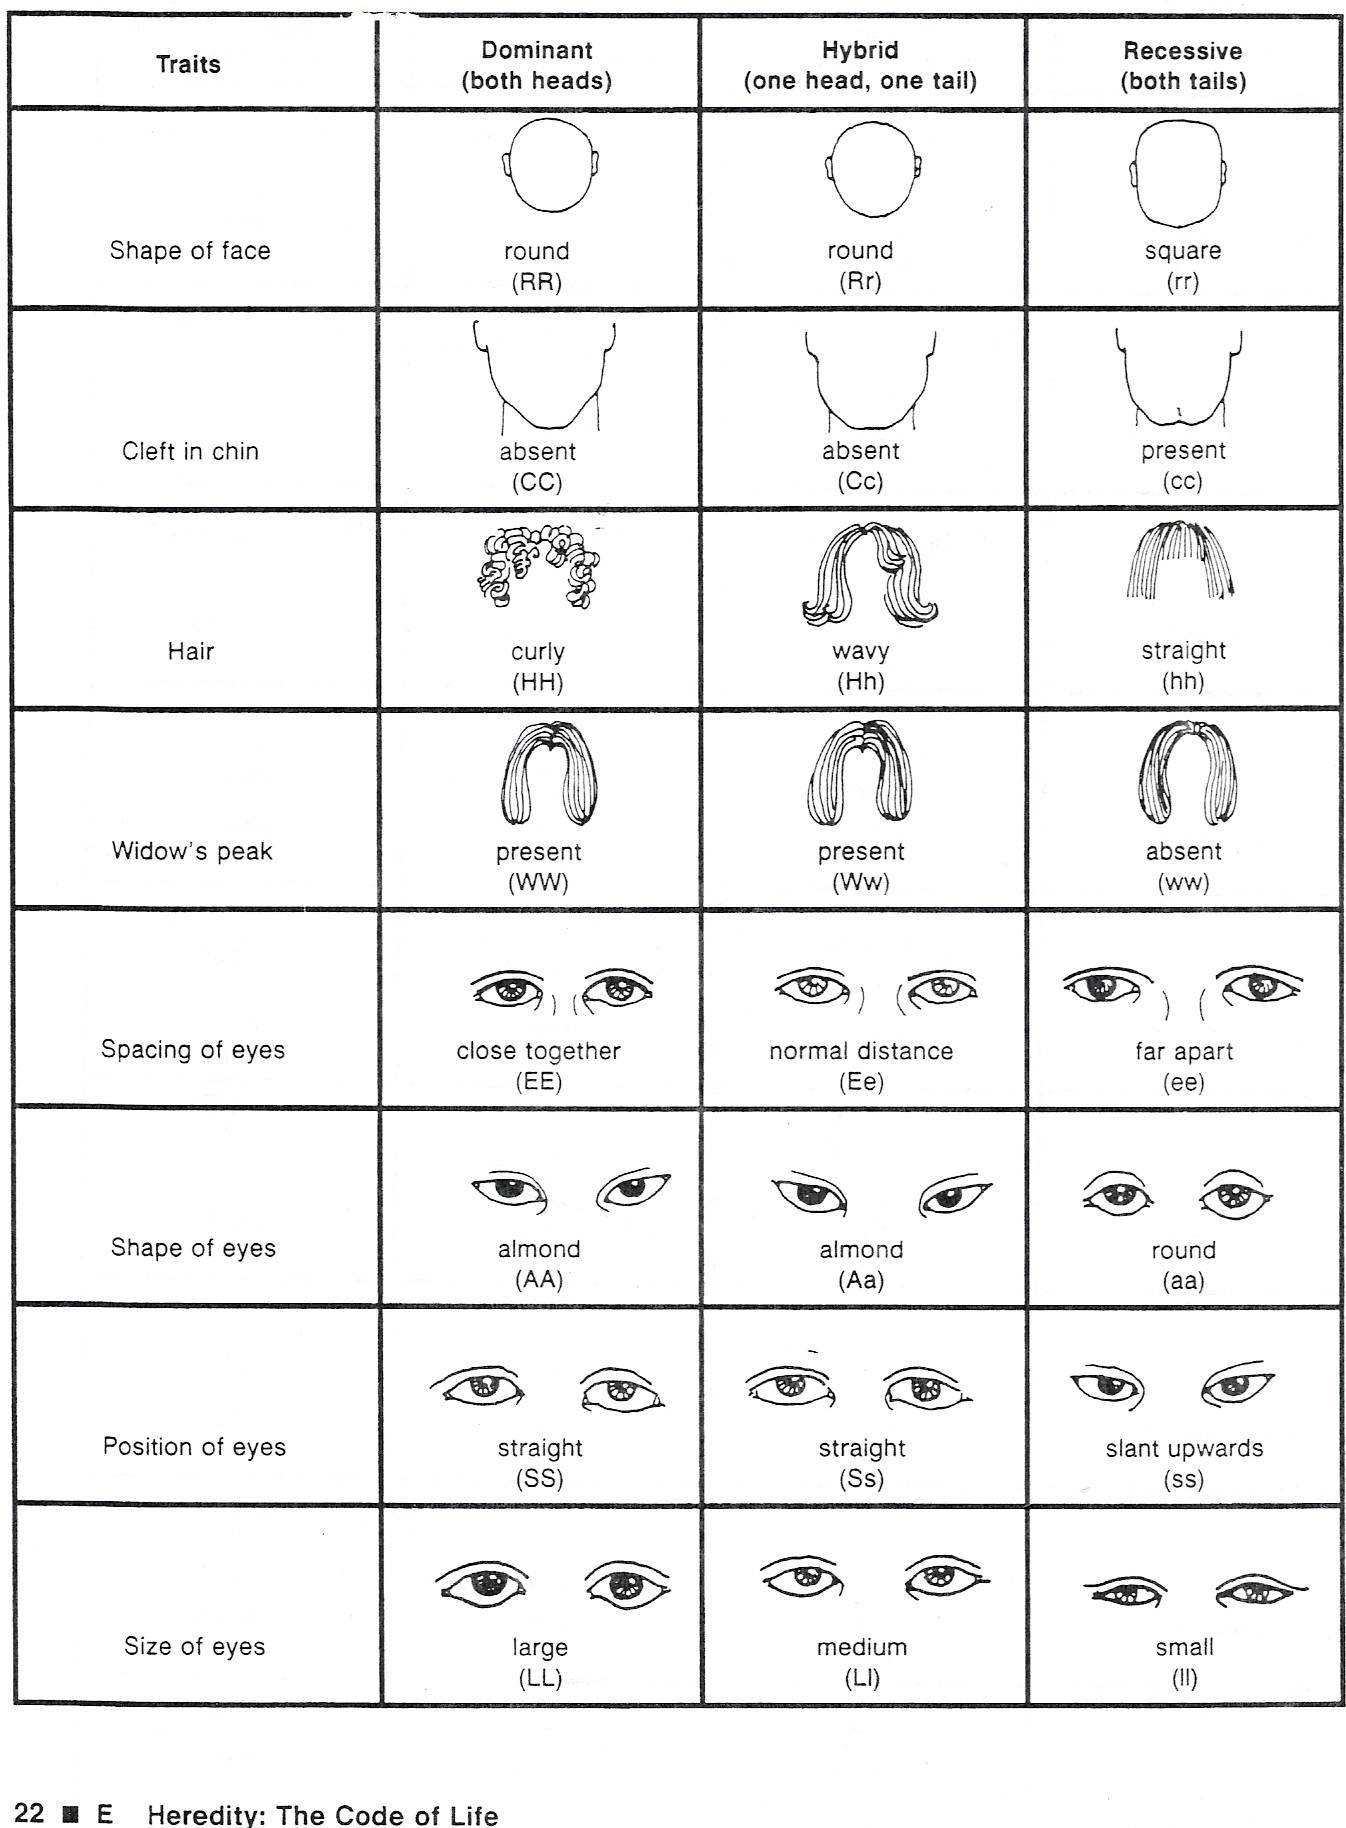 Traits
Dominant
(both heads)
Hybrid
(one head, one tail)
Recessive
(both tails)
Shape of face
round
(RR)
round
(Rr)
square
(rr)
Cleft in chin
absent
(CC)
absent
(Cc)
present
(cc)
Hair
curly
(HH)
wavy
(Hh)
straight
(hh)
Widow's peak
present
(WW)
present
(Ww)
absent
(ww)
Spacing of eyes
close together
(EE)
normal distance
(Ee)
far apart
(ee)
Shape of eyes
almond
(AA)
almond
(Aa)
round
(aa)
Position of eyes
straight
(SS)
straight
(Ss)
slant upwards
(ss)
Size of eyes
large
(LL)
medium
(Ll)
small
(ll)
22 ■ E Heredity: The Code of Life